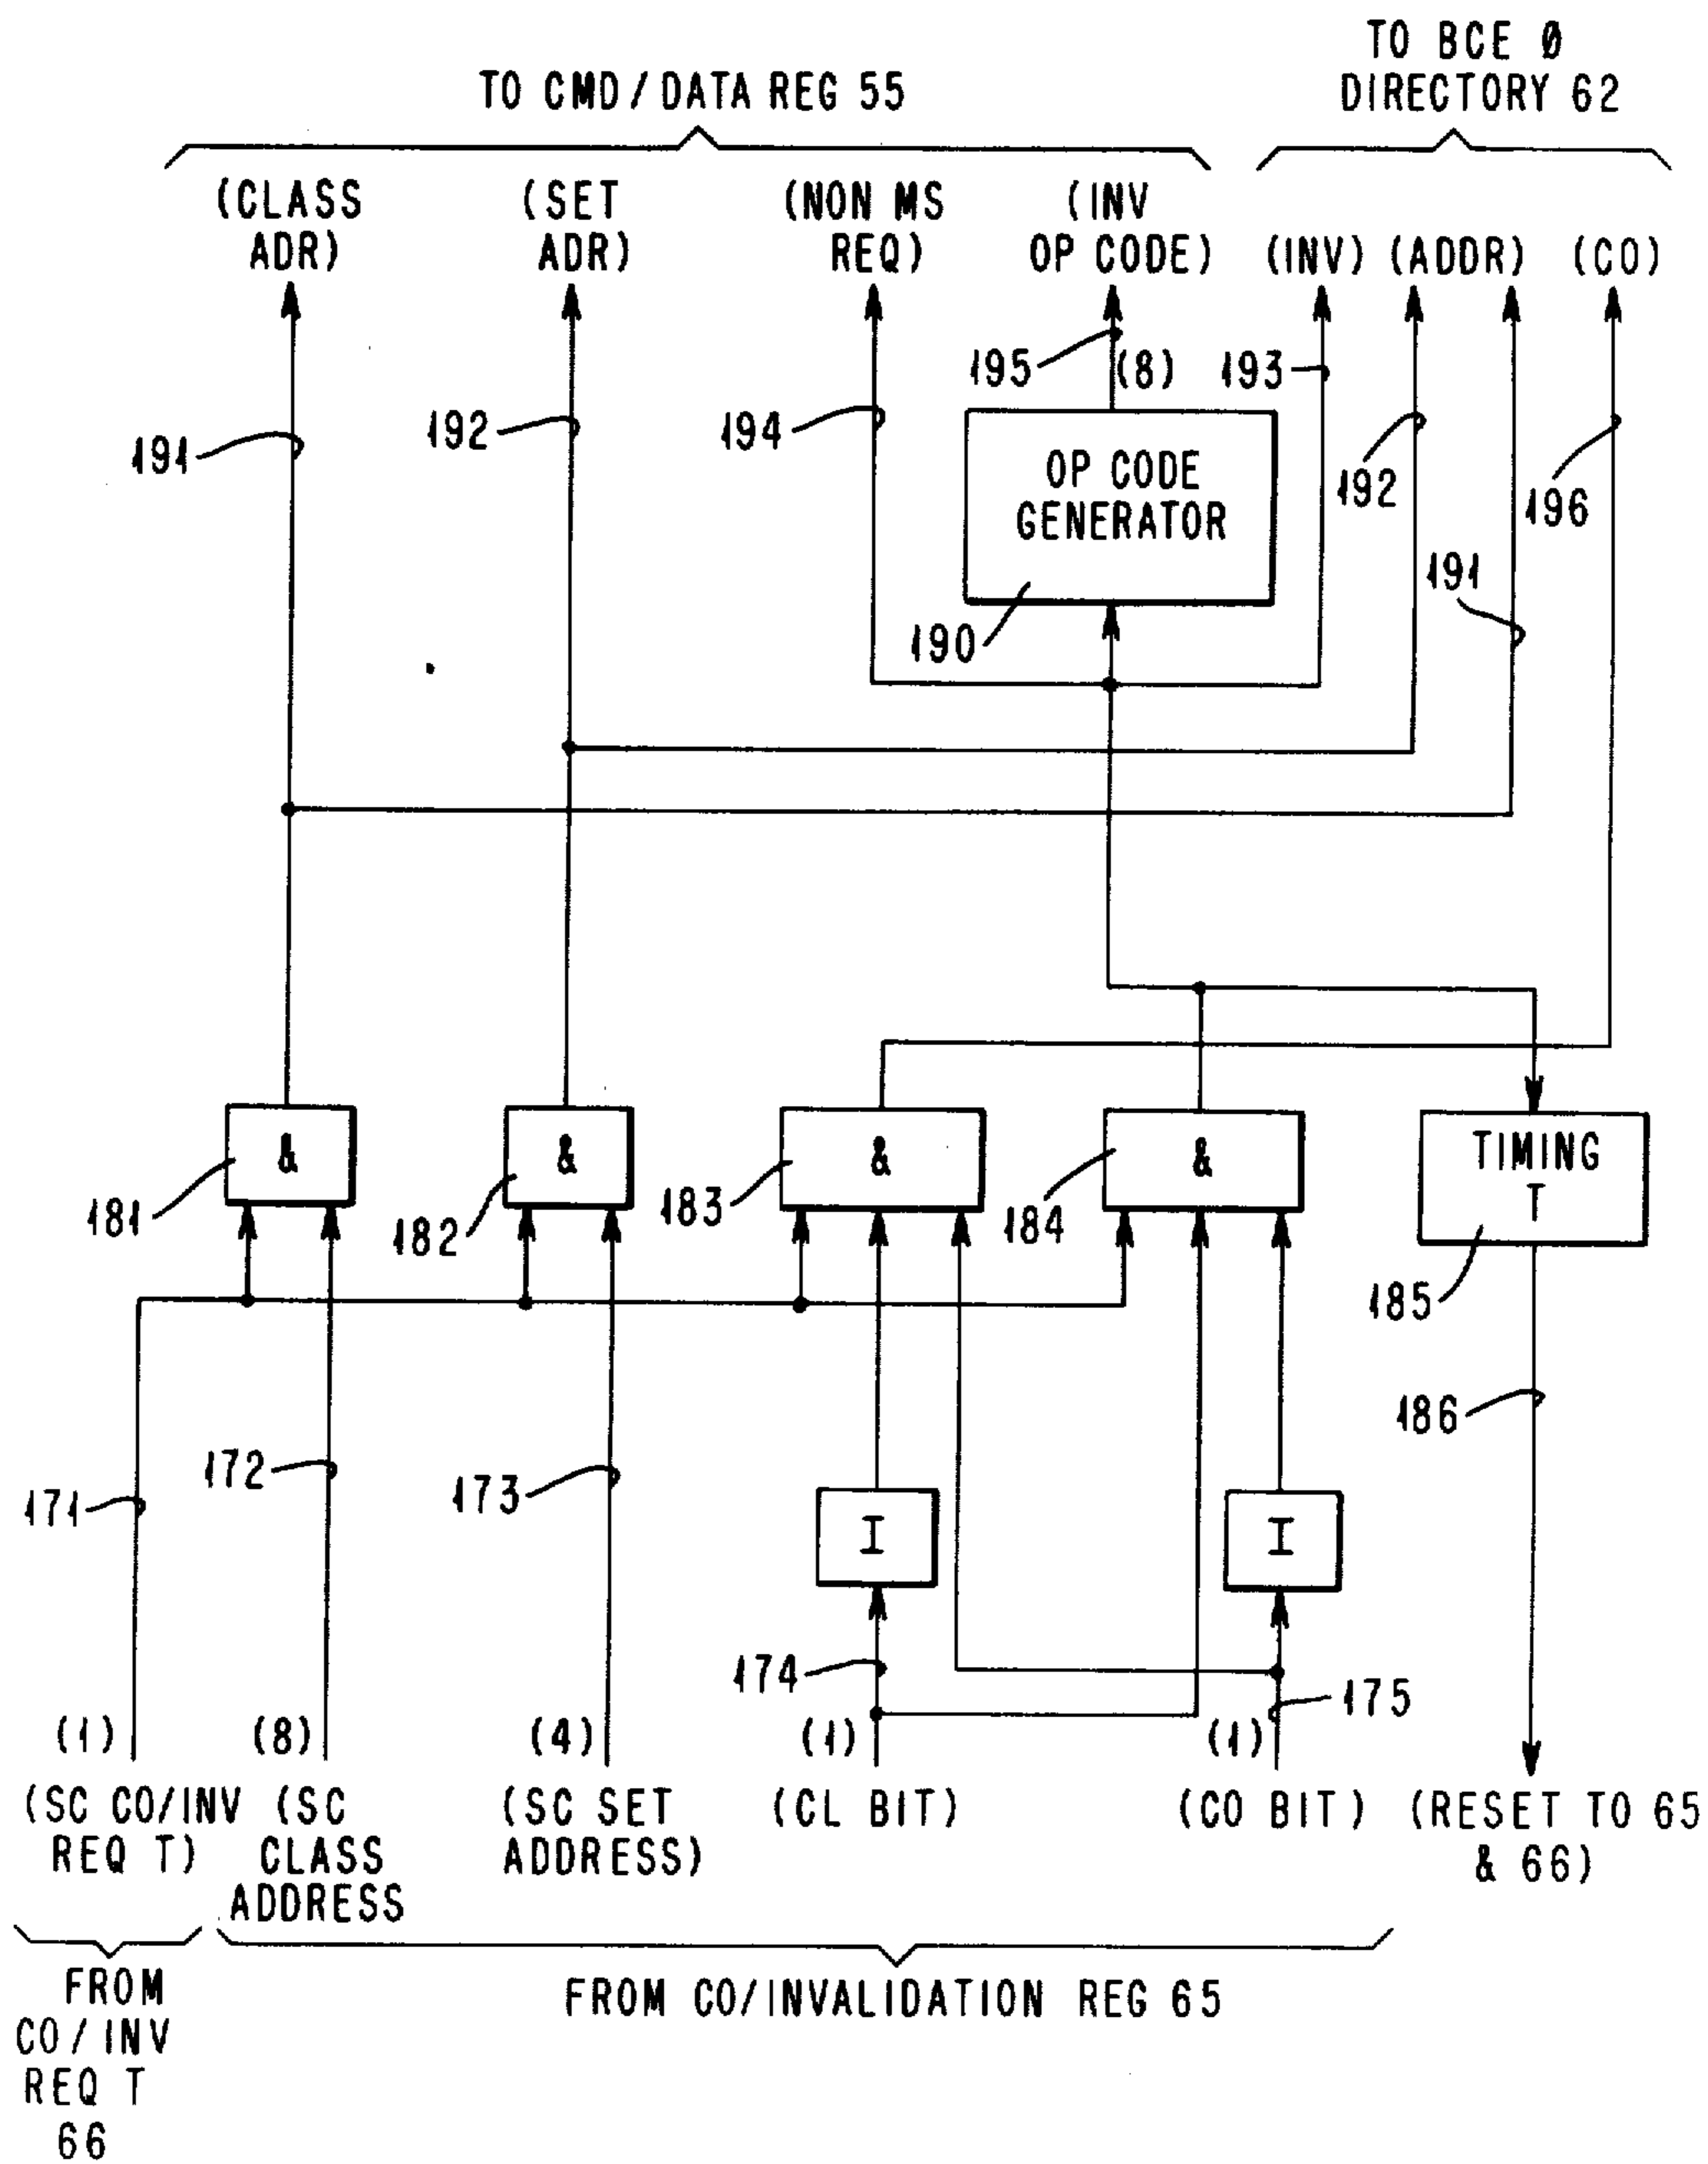 TO BCE Ø
DIRECTORY 62
TO CMD/DATA REG 55
(CLASS
ADR)
(SET
ADR)
(NON MS
REQ)
(INV
OP CODE)
(INV)
(ADDR)
(CO)
195
(8)
193
191
192
194
192
196
OP CODE
GENERATOR
191
190
&
&
&
&
TIMING
T
181
182
183
184
185
186
171
172
173
I
I
174
175
(1)
(8)
(4)
(1)
(1)
(SC CO/INV
REQ T)
(SC
CLASS
ADDRESS
(SC SET
ADDRESS)
(CL BIT)
(CO BIT)
(RESET TO 65
& 66)
FROM
CO/INV
REQ T
66
FROM CO/INVALIDATION REG 65